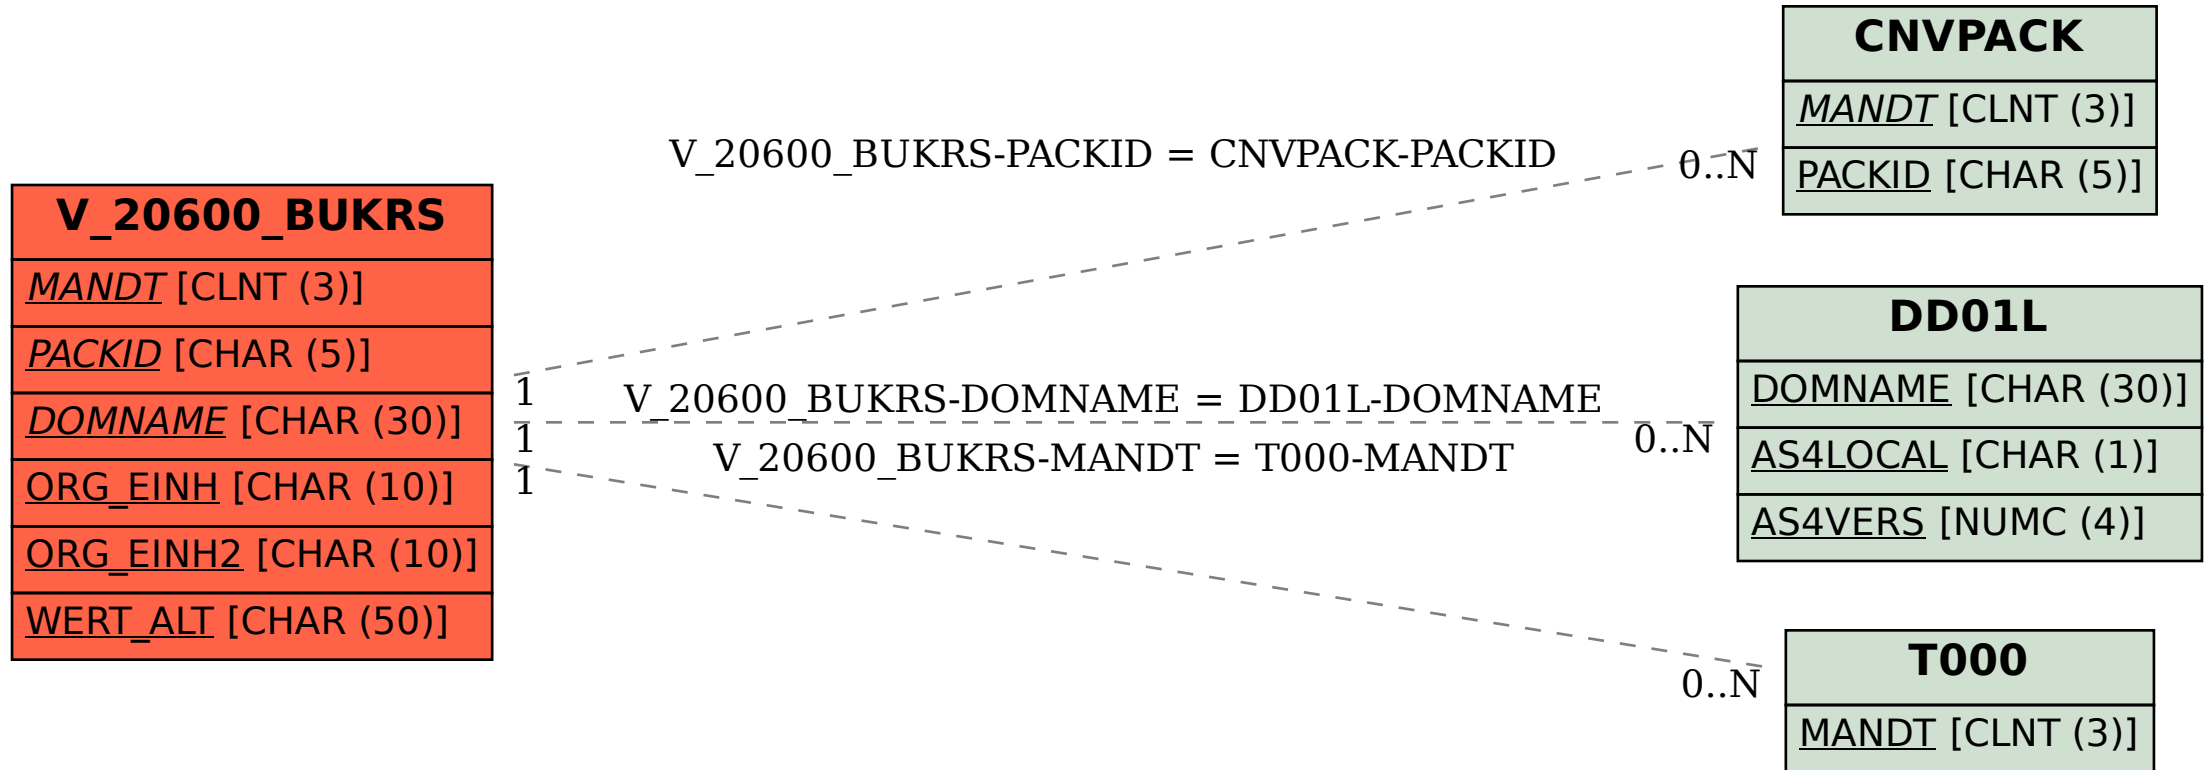 V_20600_BUKRS
MANDT [CLNT (3)]
PACKID [CHAR (5)]
DOMNAME [CHAR (30)]
ORG_EINH [CHAR (10)]
ORG_EINH2 [CHAR (10)]
WERT_ALT [CHAR (50)]
V_20600_BUKRS-PACKID = CNVPACK-PACKID
0..N
1
V_20600_BUKRS-DOMNAME = DD01L-DOMNAME
0..N
1
V_20600_BUKRS-MANDT = T000-MANDT
1
0..N
CNVPACK
MANDT [CLNT (3)]
PACKID [CHAR (5)]
DD01L
DOMNAME [CHAR (30)]
AS4LOCAL [CHAR (1)]
AS4VERS [NUMC (4)]
T000
MANDT [CLNT (3)]